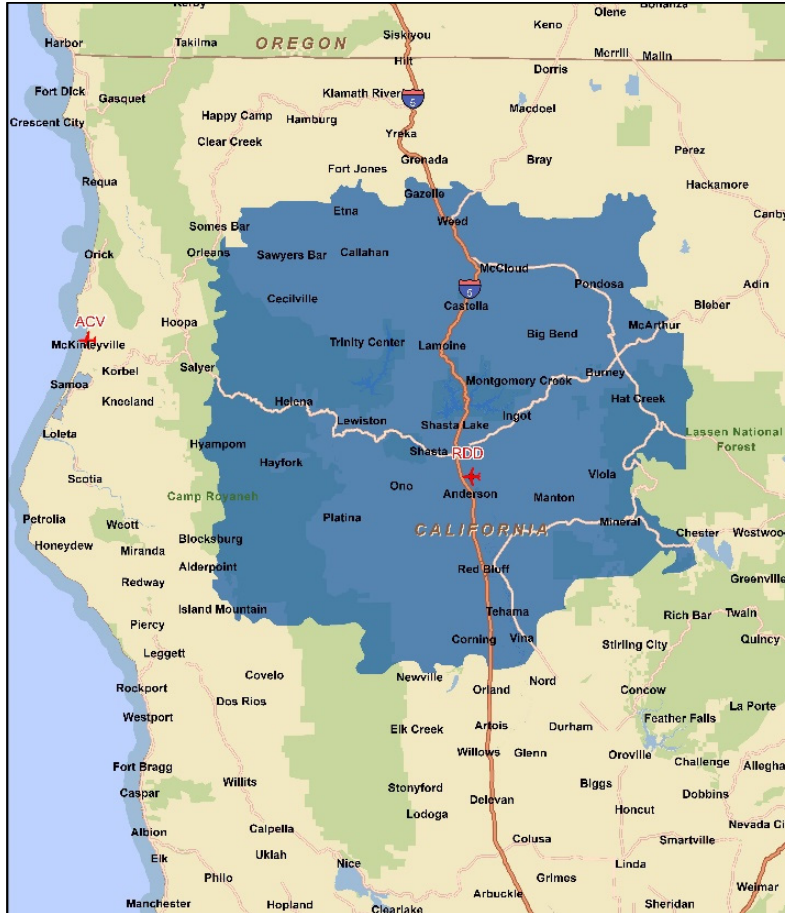 Olene
Bonanza
Siskiyou
Keno
Harbor
Takilma
OREGON
Hilt
Merrill
Malin
Dorris
Fort Dick
Gasquet
Klamath River
5
Macdoel
Happy Camp
Hamburg
Crescent City
Clear Creek
Yreka
Perez
Grenada
Bray
Fort Jones
Requa
Hackamore
Gazelle
Etna
Weed
Canby
Somes Bar
Orick
Orleans
Sawyers Bar
Callahan
McCloud
Pondosa
Adin
5
Cecilville
Castella
Bieber
ACV
Hoopa
McArthur
Big Bend
McKinleyville
Trinity Center
Lamoine
Korbel
Salyer
Burney
Samoa
Montgomery Creek
Kneeland
Helena
Hat Creek
Lewiston
Ingot
Shasta Lake
Loleta
Hyampom
Shasta
RDD
Lassen National
Forest
Hayfork
Scotia
Viola
Ono
Anderson
Manton
Camp Royaneh
Petrolia
Weott
Platina
CALIFORNIA
Mineral
Chester
Westwood
Honeydew
Miranda
Blocksburg
Alderpoint
Red Bluff
Redway
Greenville
Island Mountain
Tehama
Rich Bar
Twain
Piercy
Corning
Vina
Quincy
Stirling City
Leggett
Covelo
Newville
Nord
Rockport
Orland
Concow
Dos Rios
La Porte
Westport
Elk Creek
Artois
Durham
Feather Falls
Willows
Glenn
Oroville
Challenge
Fort Bragg
Allegha
Willits
Stonyford
Biggs
Caspar
Delevan
Dobbins
Lodoga
Honcut
Albion
Calpella
Nevada Ci
Colusa
Smartville
Elk
Ukiah
Nice
Linda
Philo
Grimes
Weimar
Arbuckle
Manchester
Hopland
Clearlake
Sheridan